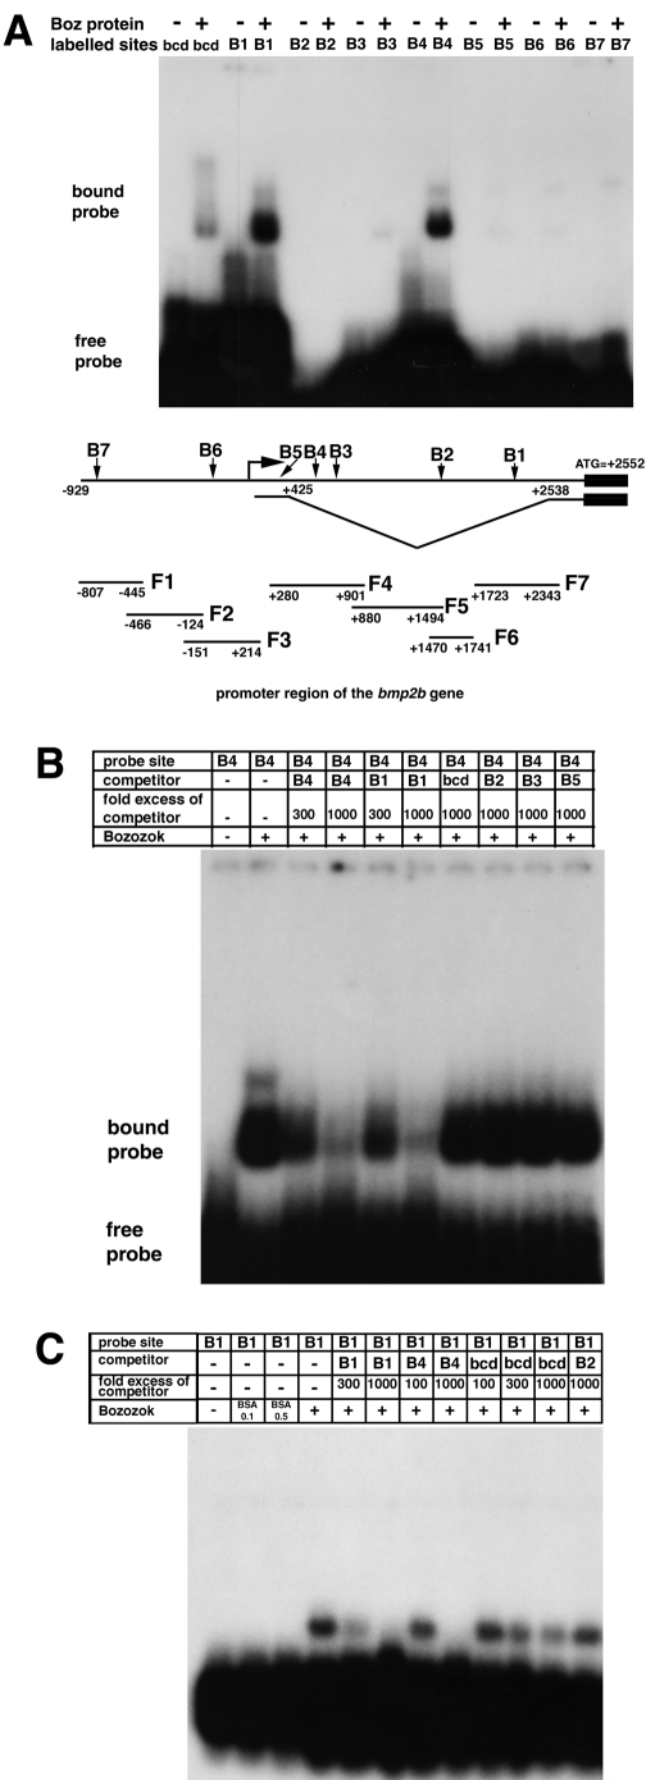 A
Boz protein - + - + - + - + - + - + - + - +
labelled sites bcd bcd B1 B1 B2 B2 B3 B3 B4 B4 B5 B5 B6 B6 B7 B7
bound
probe
free
probe
B7 B6 B5 B4 B3 B2 B1 ATG=+2552
-929 +425 +2538
F1 F4 F7
-807 -445 +280 +901 +1723 +2343
F2 F5
-466 -124 +880 +1494
F3 F6
-151 +214 +1470 +1741
promoter region of the bmp2b gene
B
probe site B4 B4 B4 B4 B4 B4 B4 B4 B4 B4
competitor - - B4 B4 B1 B1 bcd B2 B3 B5
fold excess of
competitor - - 300 1000 300 1000 1000 1000 1000 1000
Bozozok - + + + + + + + + +
bound
probe
free
probe
C
probe site B1 B1 B1 B1 B1 B1 B1 B1 B1 B1 B1 B1
competitor - - - - B1 B1 B4 B4 bcd bcd bcd B2
fold excess of
competitor - - - - 300 1000 100 1000 100 300 1000 1000
Bozozok - BSA 0.1 BSA 0.5 + + + + + + + + +